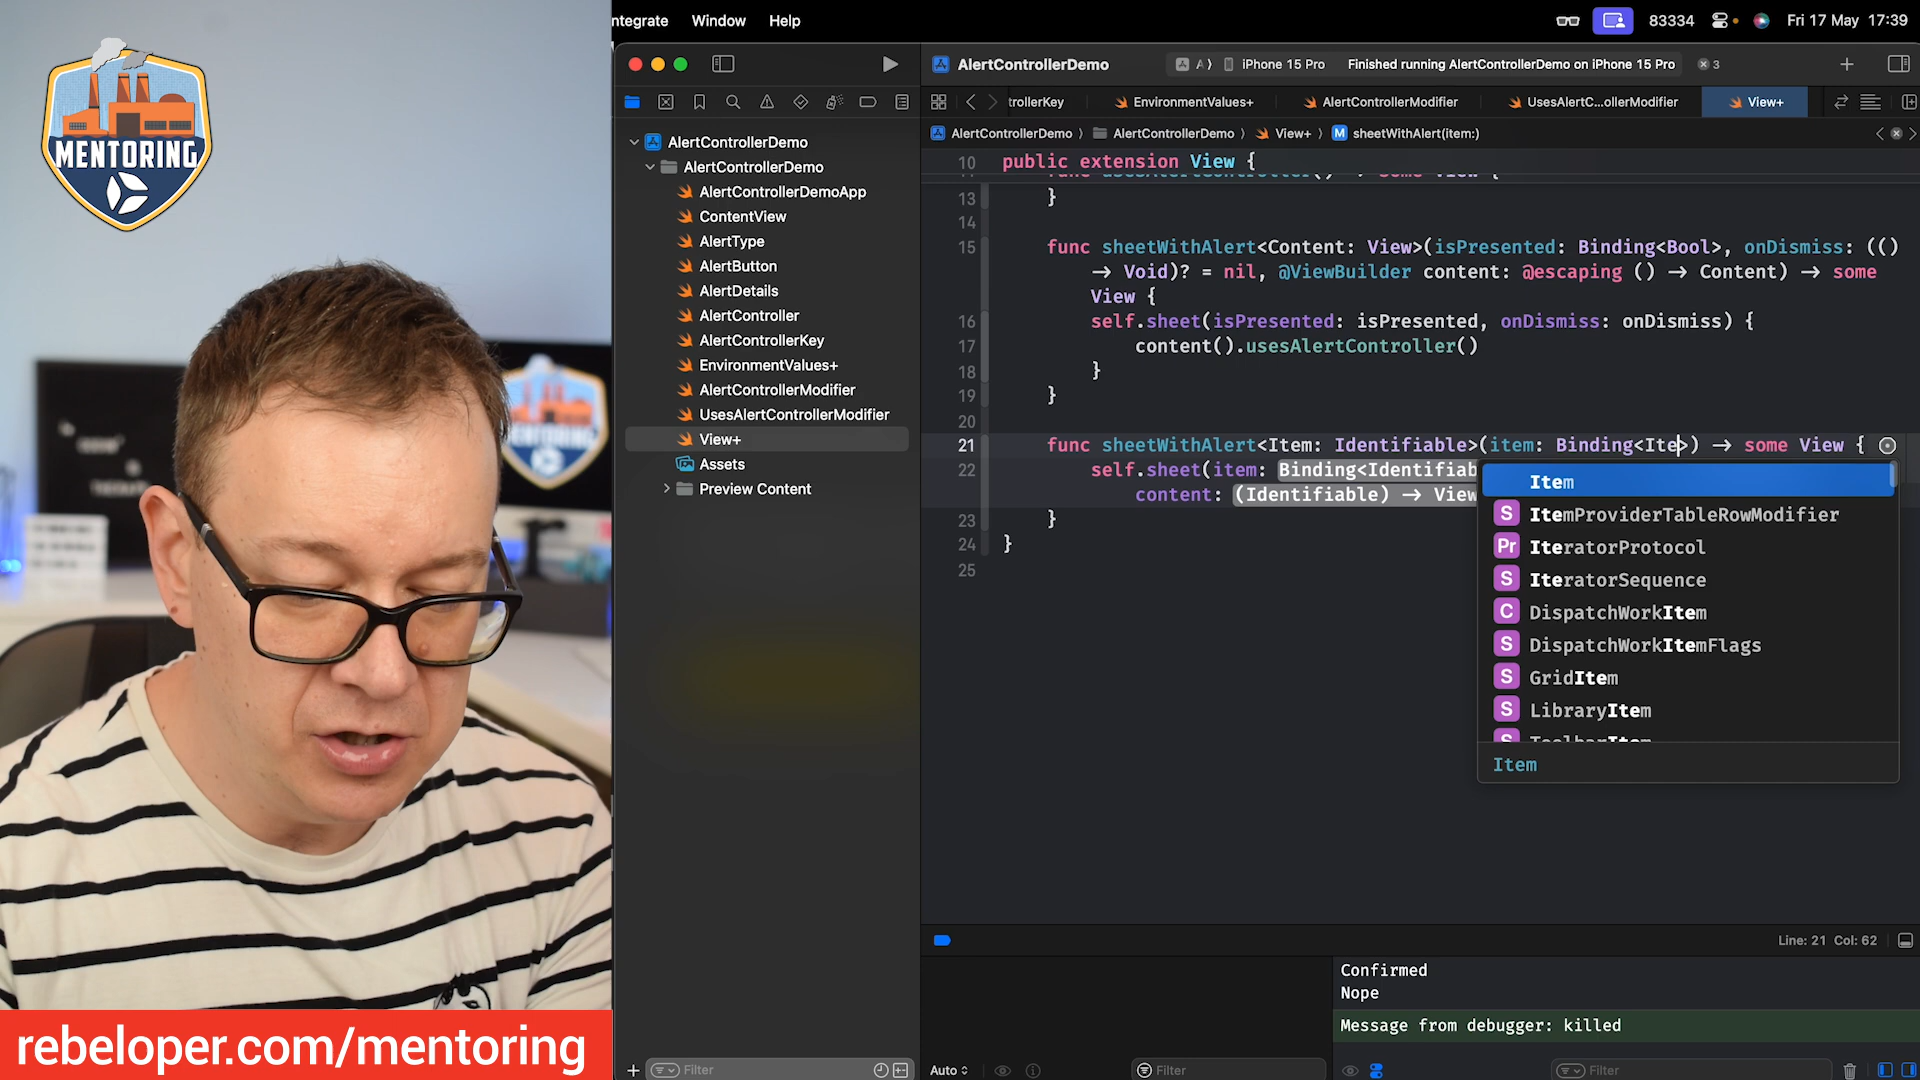 ntegrate Window Help
83334 Fri 17 May 17:39
MENTORING
AlertControllerDemo
A ⟩ iPhone 15 Pro Finished running AlertControllerDemo on iPhone 15 Pro 3
trollerKey EnvironmentValues+ AlertControllerModifier UsesAlertC...ollerModifier View+
AlertControllerDemo ⟩ AlertControllerDemo ⟩ View+ ⟩ M sheetWithAlert(item:)
AlertControllerDemo
AlertControllerDemo
AlertControllerDemoApp
ContentView
AlertType
AlertButton
AlertDetails
AlertController
AlertControllerKey
EnvironmentValues+
AlertControllerModifier
UsesAlertControllerModifier
View+
Assets
Preview Content
10 public extension View {
func usesAlertController() → some View {
13 }
14
15 func sheetWithAlert<Content: View>(isPresented: Binding<Bool>, onDismiss: (()
→ Void)? = nil, @ViewBuilder content: @escaping () → Content) → some
View {
16 self.sheet(isPresented: isPresented, onDismiss: onDismiss) {
17 content().usesAlertController()
18 }
19 }
20
21 func sheetWithAlert<Item: Identifiable>(item: Binding<Ite>) → some View {
22 self.sheet(item: Binding<Identifiab
content: (Identifiable) → View
23 }
24 }
25
Item
S ItemProviderTableRowModifier
Pr IteratorProtocol
S IteratorSequence
C DispatchWorkItem
S DispatchWorkItemFlags
S GridItem
S LibraryItem
S ToolbarItem
Item
Line: 21 Col: 62
Confirmed
Nope
Message from debugger: killed
Filter
Auto
Filter
Filter
rebeloper.com/mentoring